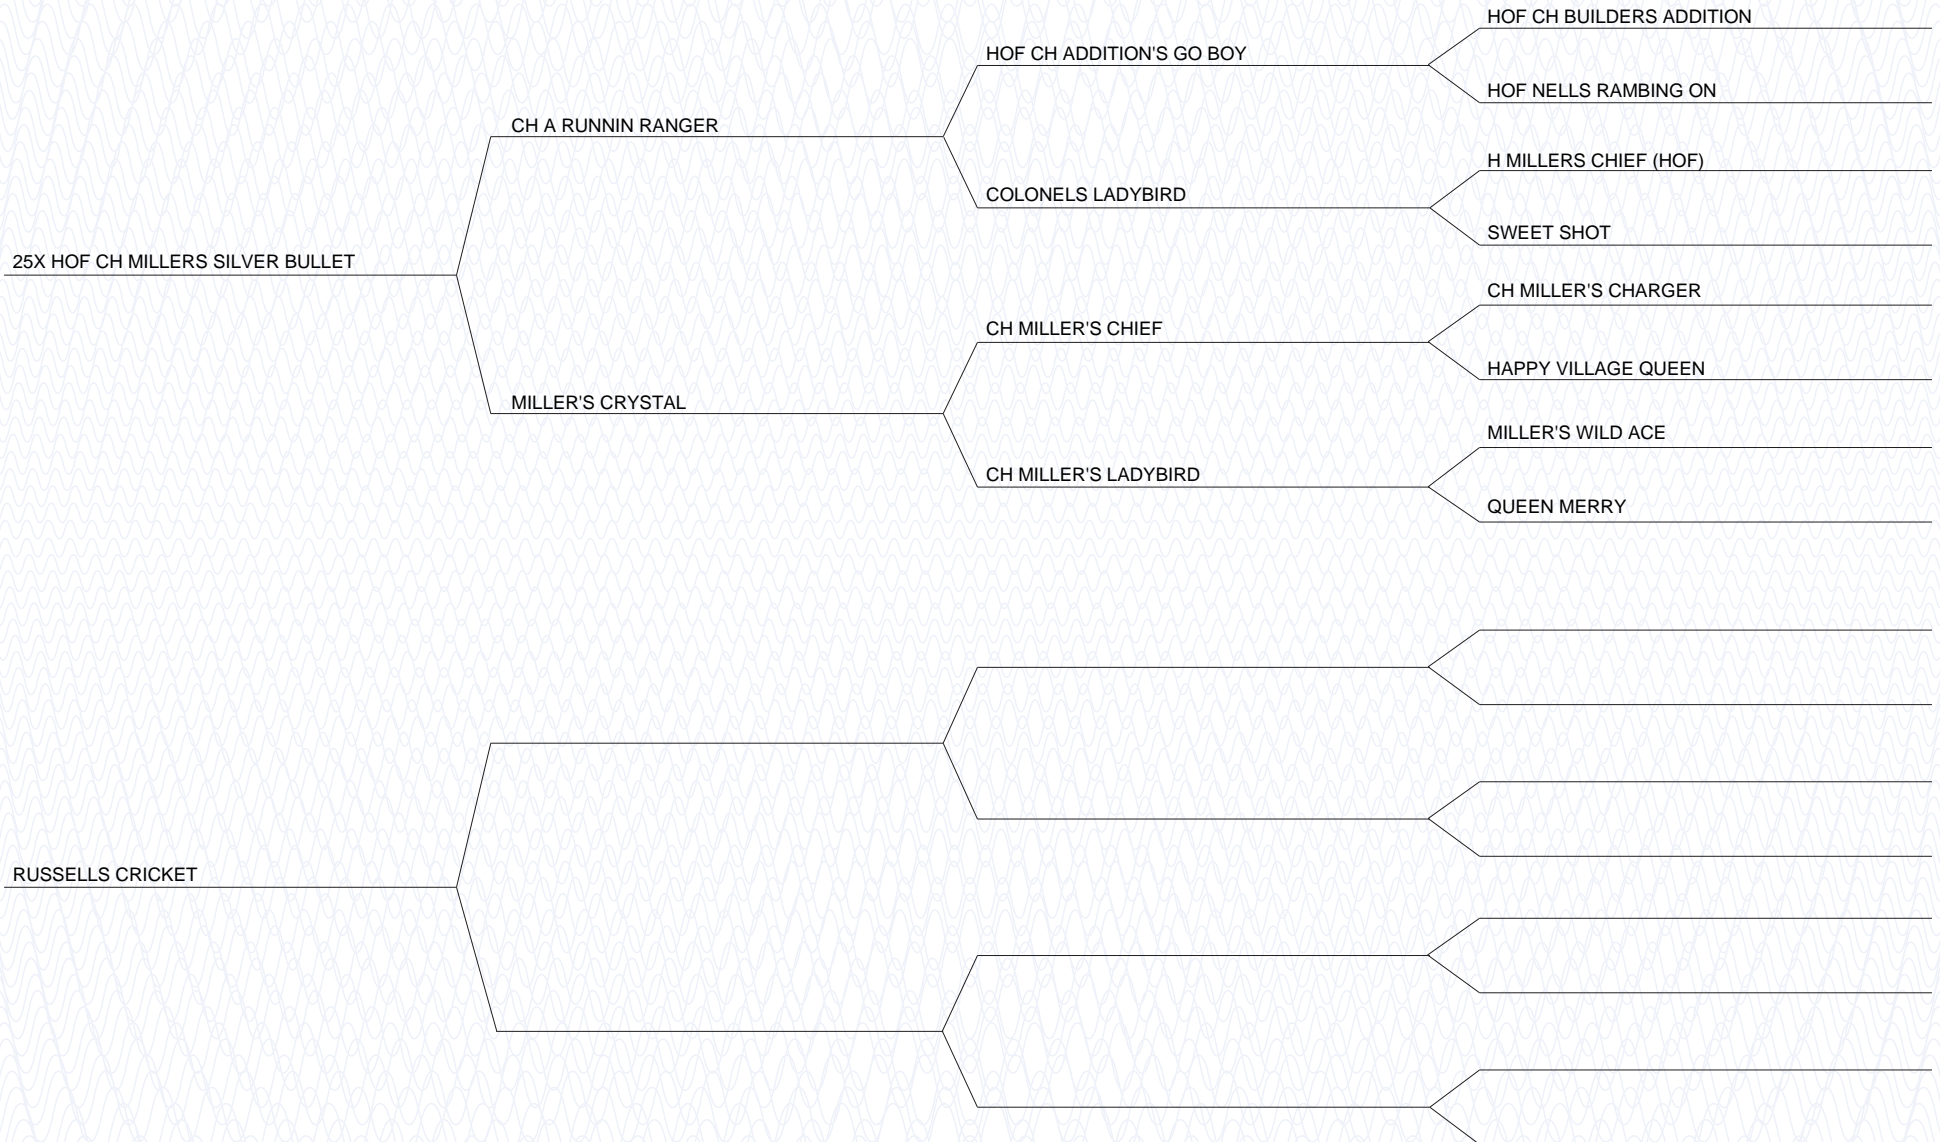 HOF CH BUILDERS ADDITION
HOF CH ADDITION'S GO BOY
HOF NELLS RAMBING ON
CH A RUNNIN RANGER
H MILLERS CHIEF (HOF)
COLONELS LADYBIRD
SWEET SHOT
25X HOF CH MILLERS SILVER BULLET
CH MILLER'S CHARGER
CH MILLER'S CHIEF
HAPPY VILLAGE QUEEN
MILLER'S CRYSTAL
MILLER'S WILD ACE
CH MILLER'S LADYBIRD
QUEEN MERRY
RUSSELLS CRICKET